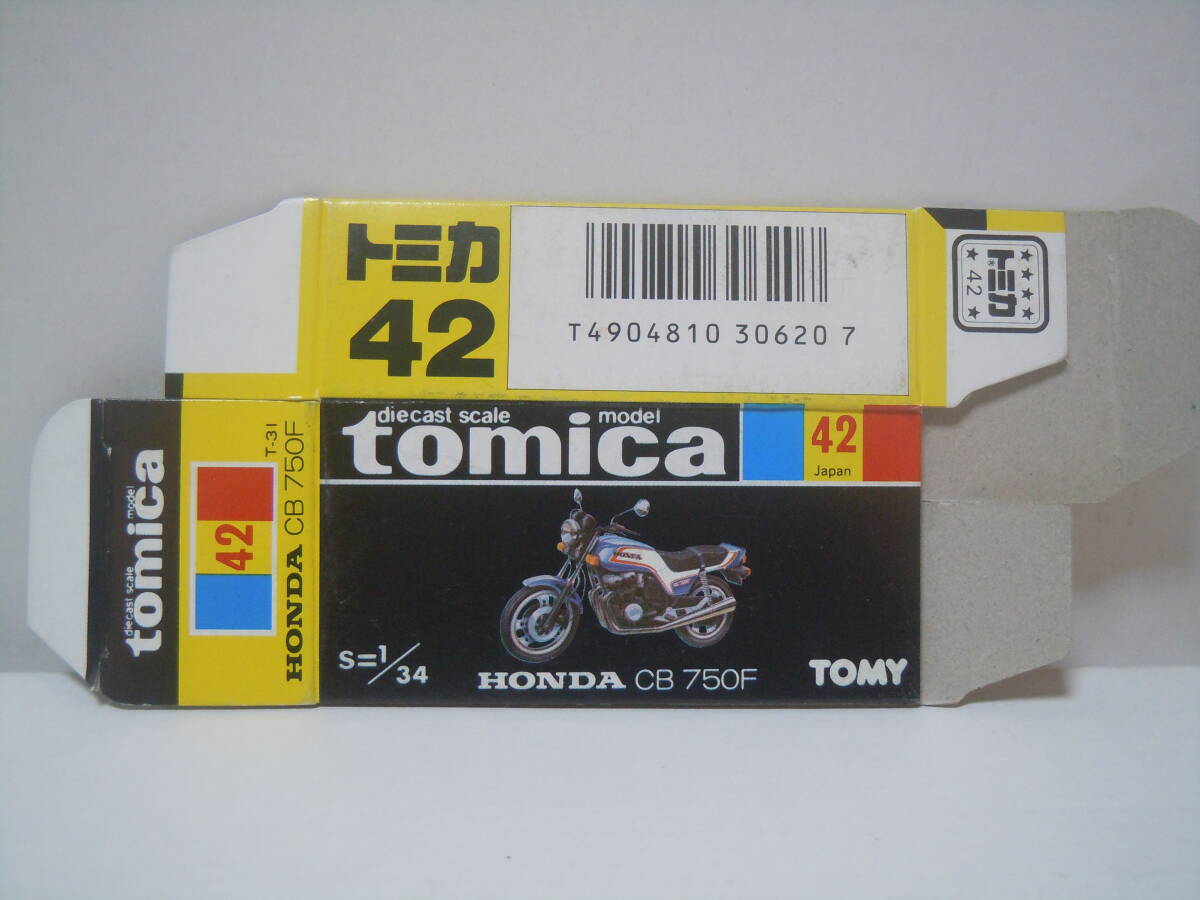 トミカ
42
T4904810 30620 7
トミカ
42
diecast scale model
tomica
42
Japan
S=1/34
HONDA CB 750F
TOMY
diecast scale model
tomica
42
HONDA CB 750F
T-31
HONDA